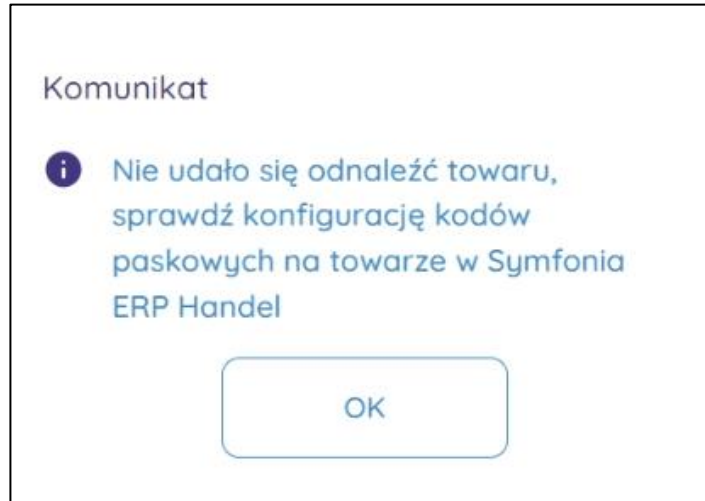 Komunikat
Nie udało się odnaleźć towaru,
sprawdź konfigurację kodów
paskowych na towarze w Symfonia
ERP Handel
OK